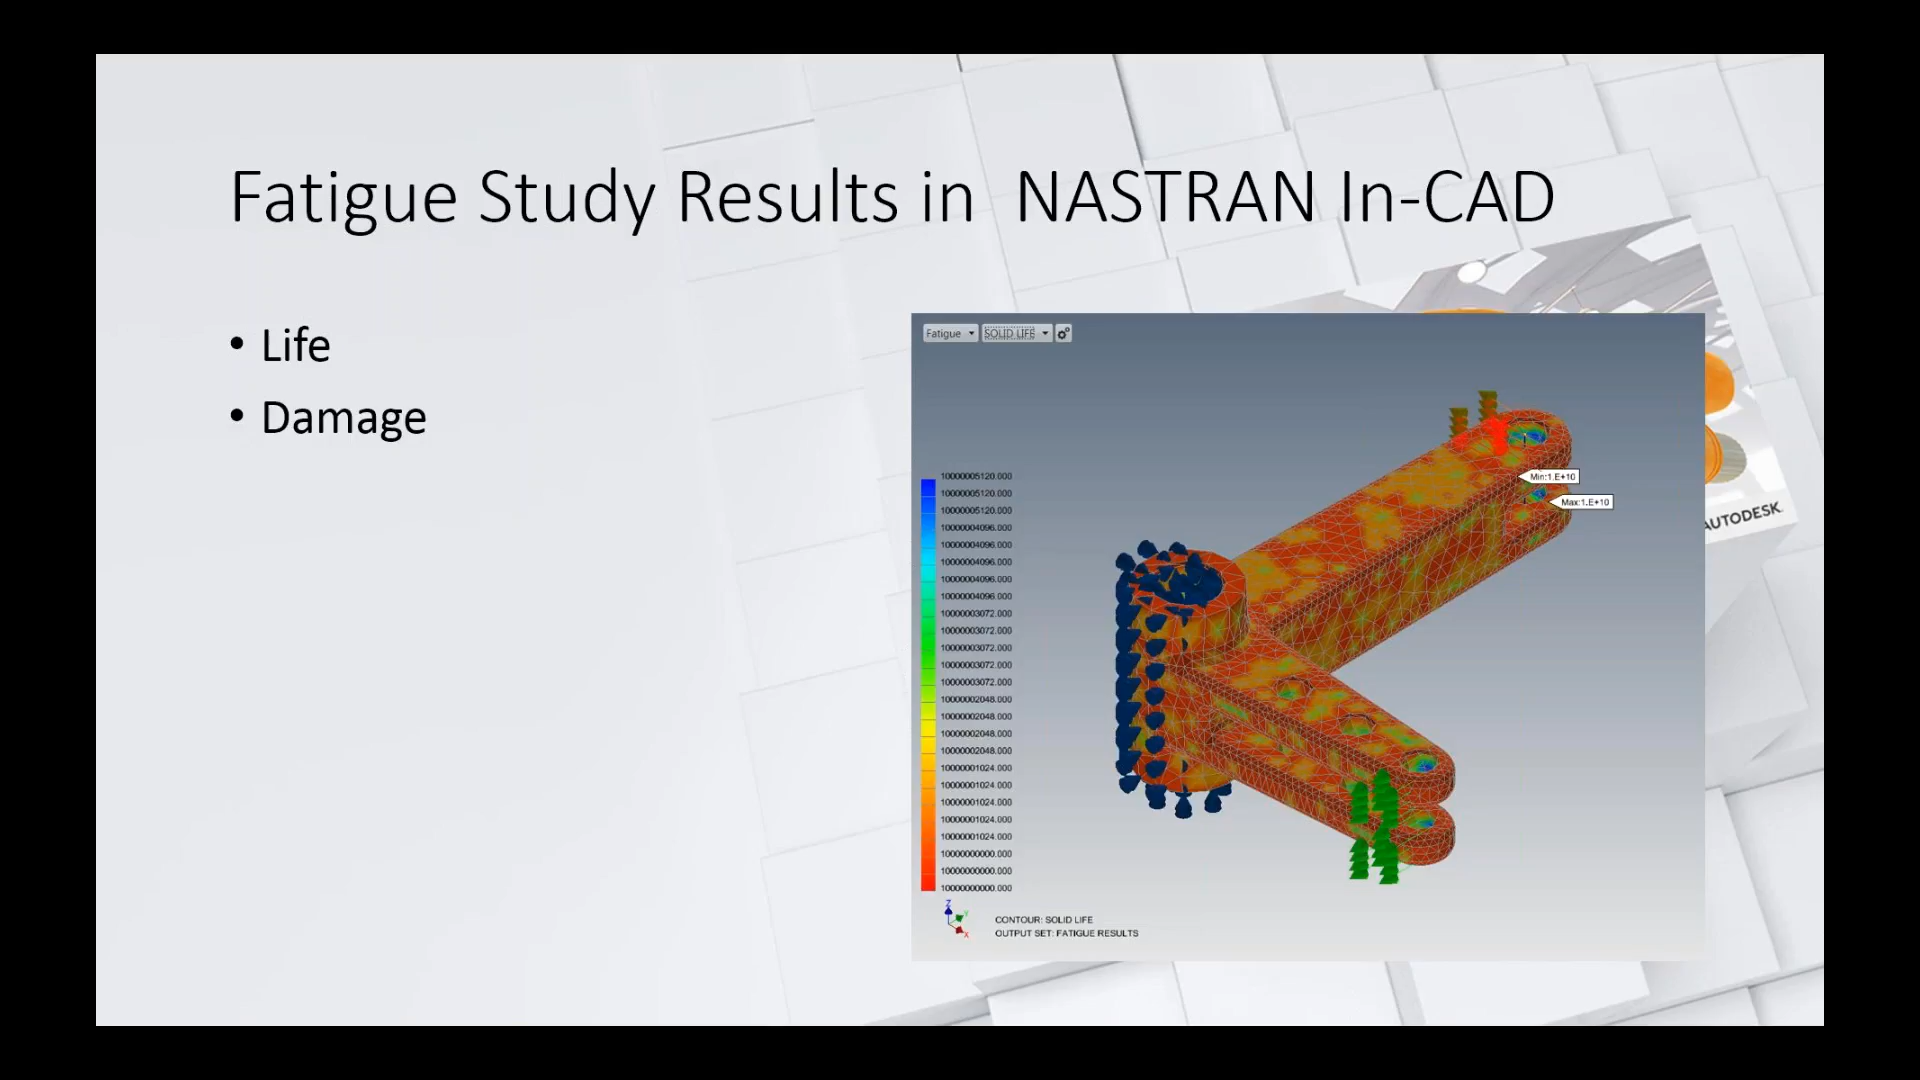 Fatigue Study Results in NASTRAN In-CAD
• Life
• Damage
Fatigue SOLID LIFE
10000005120.000
10000005120.000
10000005120.000
10000004096.000
10000004096.000
10000004096.000
10000004096.000
10000004096.000
10000003072.000
10000003072.000
10000003072.000
10000003072.000
10000003072.000
10000002048.000
10000002048.000
10000002048.000
10000002048.000
10000001024.000
10000001024.000
10000001024.000
10000001024.000
10000001024.000
10000000000.000
10000000000.000
10000000000.000
Min:1.E+10
Max:1.E+10
AUTODESK.
Z
Y
X
CONTOUR: SOLID LIFE
OUTPUT SET: FATIGUE RESULTS